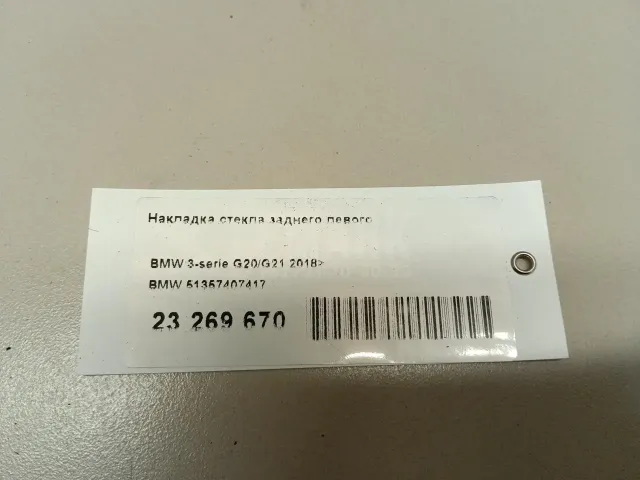 Накладка стекла заднего левого
BMW 3-serie G20/G21 2018>
BMW 51357407417
23 269 670